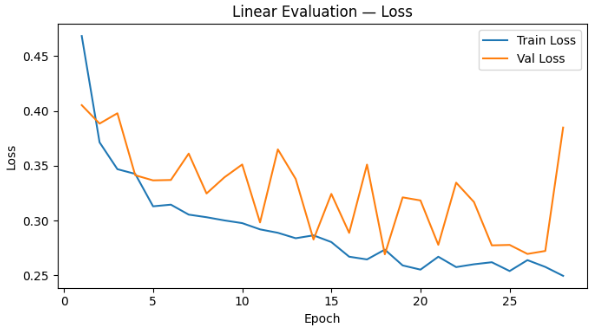 Linear Evaluation — Loss
Train Loss
Val Loss
0.45
0.40
0.35
0.30
0.25
Loss
0
5
10
15
20
25
Epoch